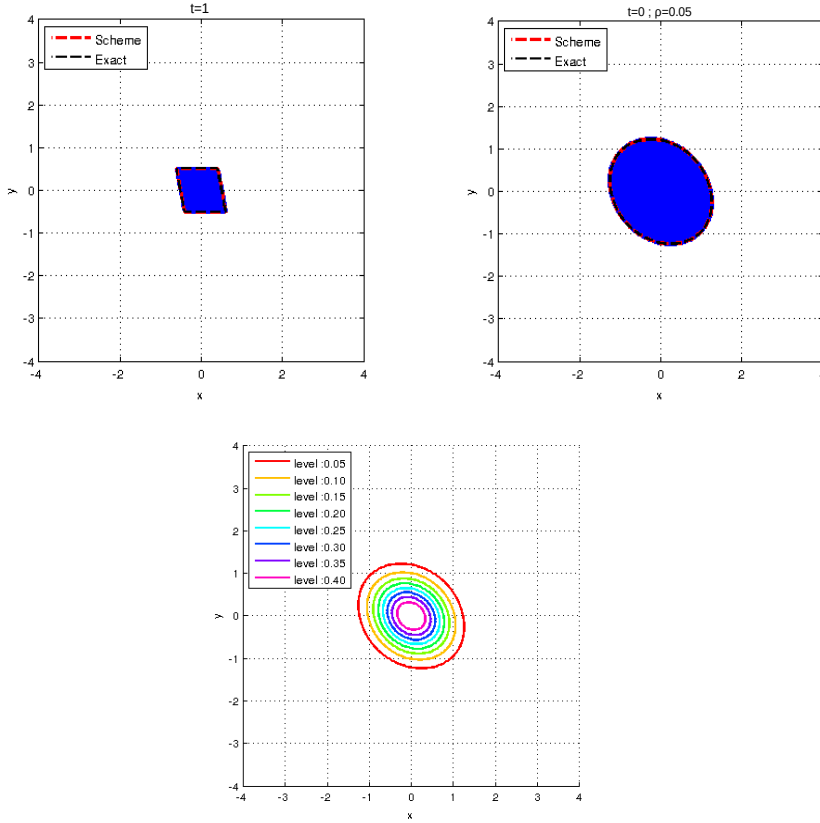 t=1
Scheme
Exact
4
3
2
1
0
-1
-2
-3
-4
y
-4
-2
0
2
4
x
t=0 ; ρ=0.05
Scheme
Exact
4
3
2
1
0
-1
-2
-3
-4
y
-4
-2
0
2
4
x
level :0.05
level :0.10
level :0.15
level :0.20
level :0.25
level :0.30
level :0.35
level :0.40
4
3
2
1
0
-1
-2
-3
-4
y
-4
-3
-2
-1
0
1
2
3
4
x